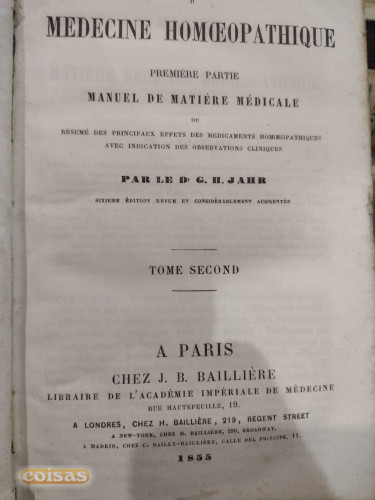 MEDECINE HOMŒOPATHIQUE
PREMIÈRE PARTIE
MANUEL DE MATIÉRE MÉDICALE
OU
RÉSUMÉ DES PRINCIPAUX EFFETS DES MÉDICAMENTS HOMŒOPATHIQUES
AVEC INDICATION DES OBSERVATIONS CLINIQUES
PAR LE Dr G. H. JAHR
SIXIEME ÉDITION REVUE ET CONSIDÉRABLEMENT AUGMENTÉE
TOME SECOND
A PARIS
CHEZ J. B. BAILLIÈRE
LIBRAIRE DE L'ACADÉMIE IMPÉRIALE DE MÉDECINE
RUE HAUTEFEUILLE, 19.
A LONDRES, CHEZ H. BAILLIÈRE, 219, REGENT STREET
A NEW-YORK, CHEZ H. BAILLIÈRE, 290, BROADWAY,
A MADRID, CHEZ C. BAILLY-BAILLIÈRE, CALLE DEL PRINCIPE, 11.
1855
coisas